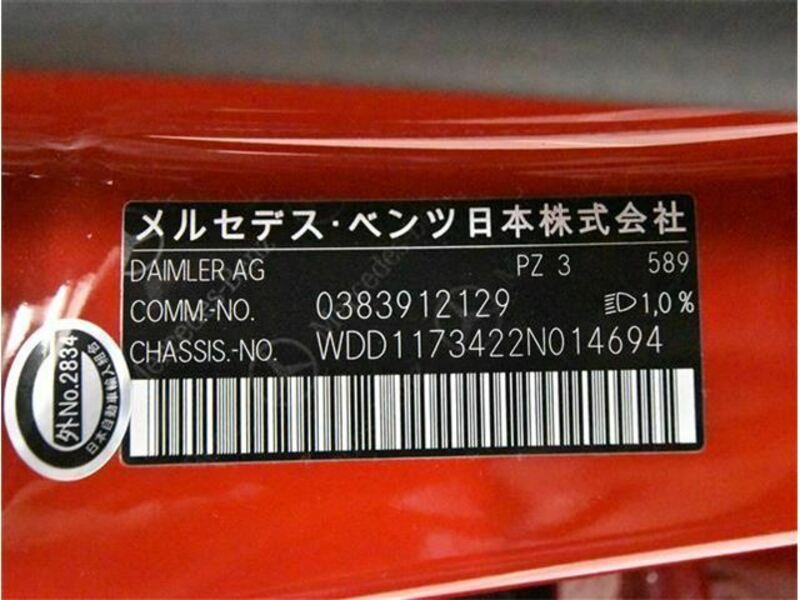 メルセデス・ベンツ日本株式会社
DAIMLER AG PZ 3 589
COMM.-NO. 0383912129 1,0%
CHASSIS.-NO. WDD1173422N014694
外No.2834
日本自動車輸入組合